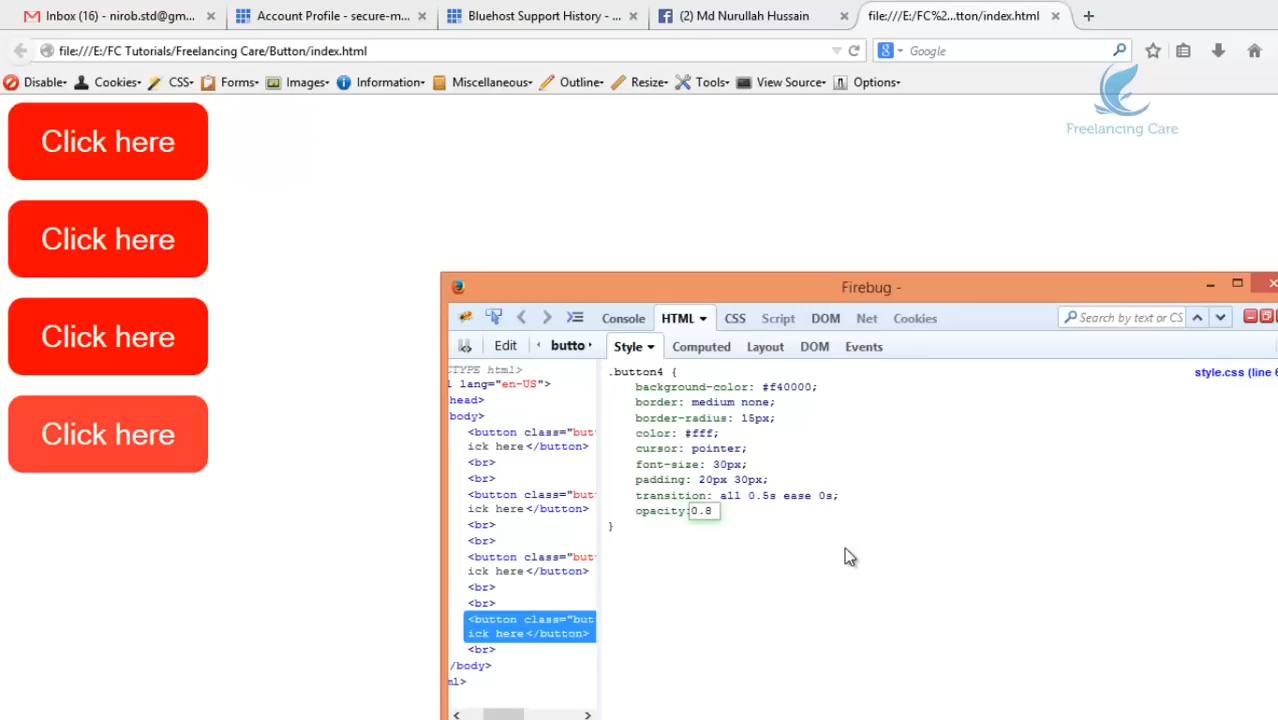 Inbox (16) - nirob.std@gm...
Account Profile - secure-m...
Bluehost Support History - ...
(2) Md Nurullah Hussain
file:///E:/FC%2...tton/index.html
file:///E:/FC Tutorials/Freelancing Care/Button/index.html
Google
Disable
Cookies
CSS
Forms
Images
Information
Miscellaneous
Outline
Resize
Tools
View Source
Options
Freelancing Care
Click here
Click here
Click here
Click here
Firebug -
Console
HTML
CSS
Script
DOM
Net
Cookies
Search by text or CS
Edit
butto
Style
Computed
Layout
DOM
Events
CTYPE html>
l lang="en-US">
head>
body>
<button class="but
ick here</button>
<br>
<br>
<button class="but
ick here</button>
<br>
<br>
<button class="but
ick here</button>
<br>
<br>
<button class="but
ick here</button>
<br>
/body>
ml>
.button4 {
style.css (line 6
background-color: #f40000;
border: medium none;
border-radius: 15px;
color: #fff;
cursor: pointer;
font-size: 30px;
padding: 20px 30px;
transition: all 0.5s ease 0s;
opacity:0.8
}